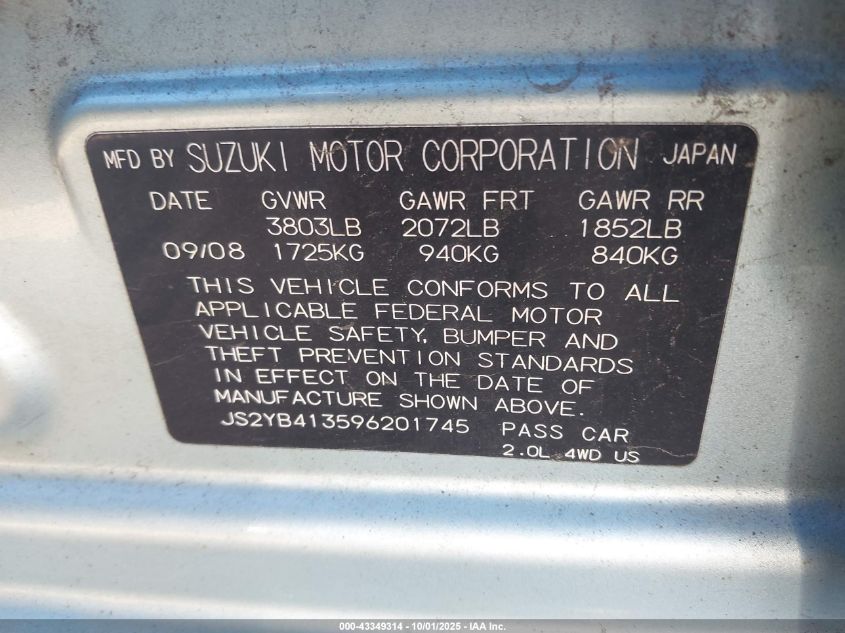 MFD BY SUZUKI MOTOR CORPORATION JAPAN
DATE GVWR GAWR FRT GAWR RR
3803LB 2072LB 1852LB
09/08 1725KG 940KG 840KG
THIS VEHICLE CONFORMS TO ALL
APPLICABLE FEDERAL MOTOR
VEHICLE SAFETY, BUMPER AND
THEFT PREVENTION STANDARDS
IN EFFECT ON THE DATE OF
MANUFACTURE SHOWN ABOVE.
JS2YB413596201745 PASS CAR
2.0L 4WD US
000-43349314 - 10/01/2025 - IAA Inc.